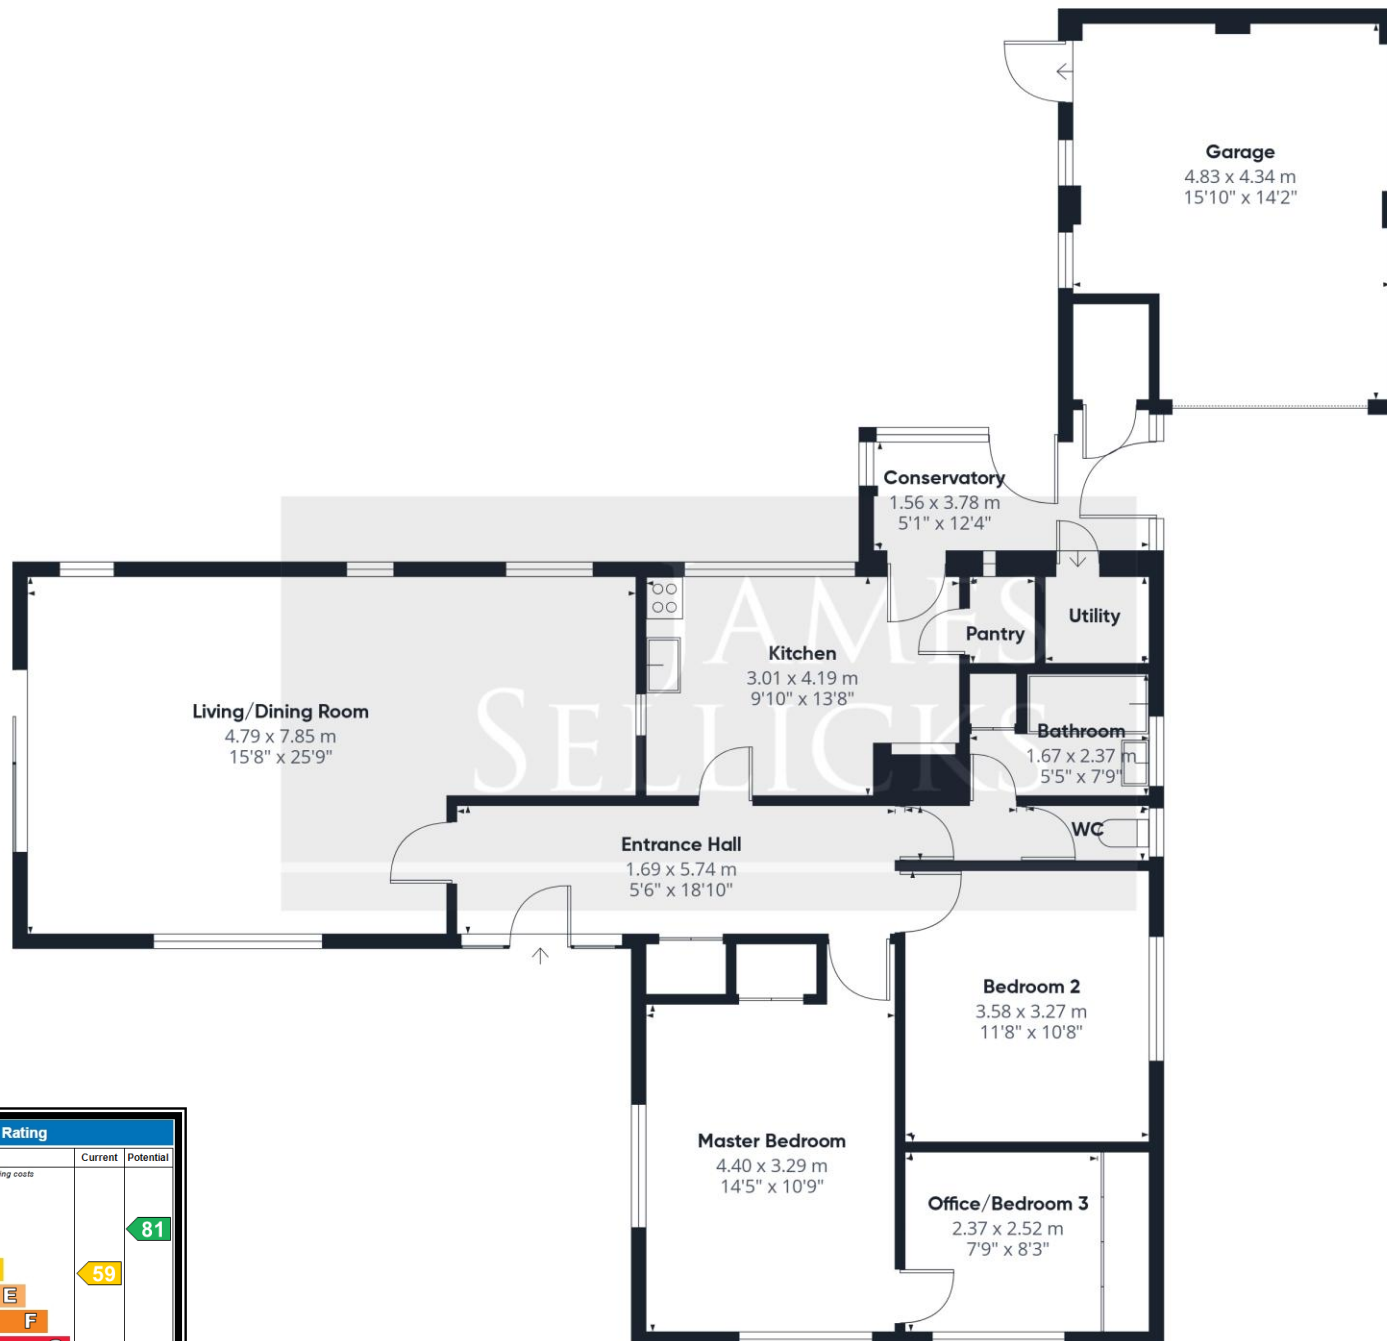 Garage
4.83 x 4.34 m
15'10" x 14'2"
Conservatory
1.56 x 3.78 m
5'1" x 12'4"
Utility
Pantry
Kitchen
3.01 x 4.19 m
9'10" x 13'8"
Living/Dining Room
4.79 x 7.85 m
15'8" x 25'9"
Bathroom
1.67 x 2.37 m
5'5" x 7'9"
JAMES
SELLICKS
WC
Entrance Hall
1.69 x 5.74 m
5'6" x 18'10"
Bedroom 2
3.58 x 3.27 m
11'8" x 10'8"
Master Bedroom
4.40 x 3.29 m
14'5" x 10'9"
Office/Bedroom 3
2.37 x 2.52 m
7'9" x 8'3"
Rating
Current Potential
ing costs
81
59
E
F